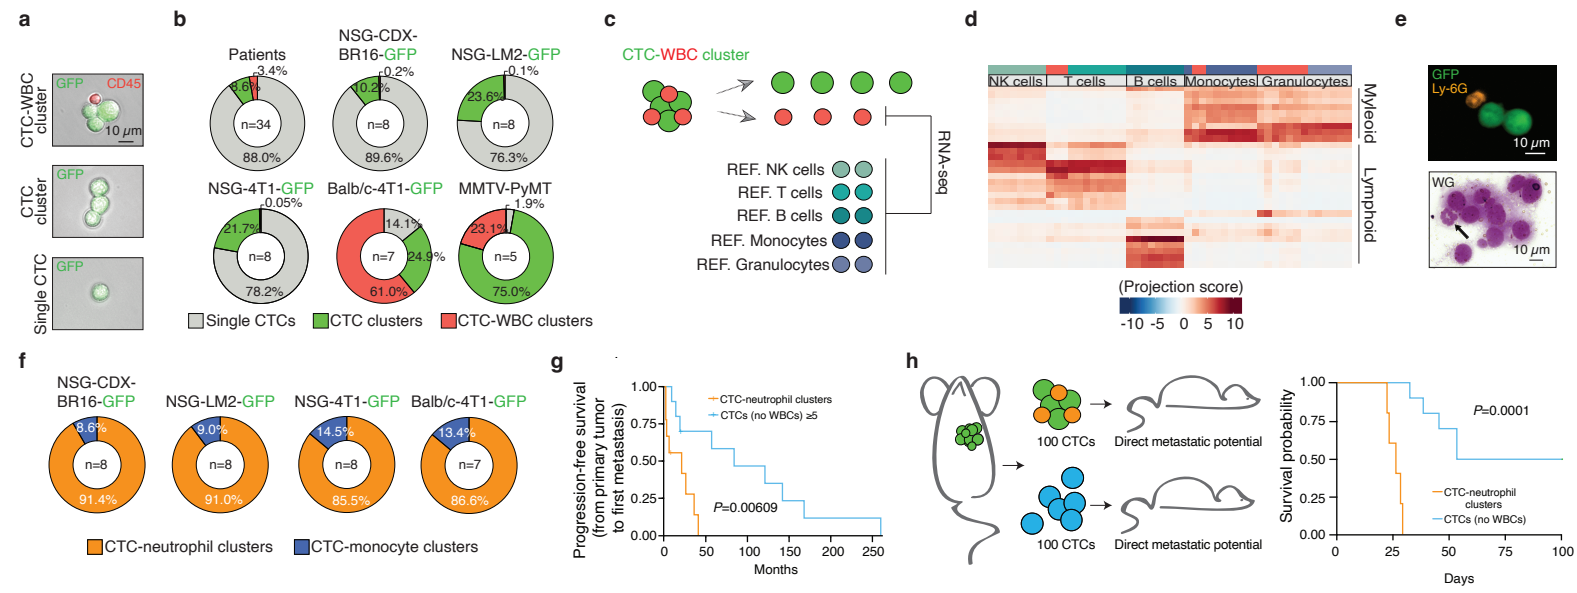 a
CTC-WBC
cluster
GFP CD45
10 µm
CTC
cluster
GFP
Single CTC
GFP
b
Patients
3.4%
8.6%
n=34
88.0%
NSG-CDX-
BR16-GFP
0.2%
10.2%
n=8
89.6%
NSG-LM2-GFP
0.1%
23.6%
n=8
76.3%
NSG-4T1-GFP
0.05%
21.7%
n=8
78.2%
Balb/c-4T1-GFP
14.1%
24.9%
n=7
61.0%
MMTV-PyMT
1.9%
23.1%
n=5
75.0%
Single CTCs
CTC clusters
CTC-WBC clusters
c
CTC-WBC cluster
REF. NK cells
REF. T cells
REF. B cells
REF. Monocytes
REF. Granulocytes
RNA-seq
d
NK cells T cells B cells Monocytes Granulocytes
Myeloid
Lymphoid
(Projection score)
-10 -5 0 5 10
e
GFP
Ly-6G
10 µm
WG
10 µm
f
NSG-CDX-
BR16-GFP
8.6%
n=8
91.4%
NSG-LM2-GFP
9.0%
n=8
91.0%
NSG-4T1-GFP
14.5%
n=8
85.5%
Balb/c-4T1-GFP
13.4%
n=7
86.6%
CTC-neutrophil clusters
CTC-monocyte clusters
g
Progression-free survival
(from primary tumor
to first metastasis)
1.00
0.75
0.50
0.25
0.00
CTC-neutrophil clusters
CTCs (no WBCs) ≥5
P=0.00609
0 50 100 150 200 250
Months
h
100 CTCs
Direct metastatic potential
100 CTCs
Direct metastatic potential
Survival probability
1.00
0.75
0.50
0.25
0.00
P=0.0001
CTC-neutrophil
clusters
CTCs (no WBCs)
0 25 50 75 100
Days